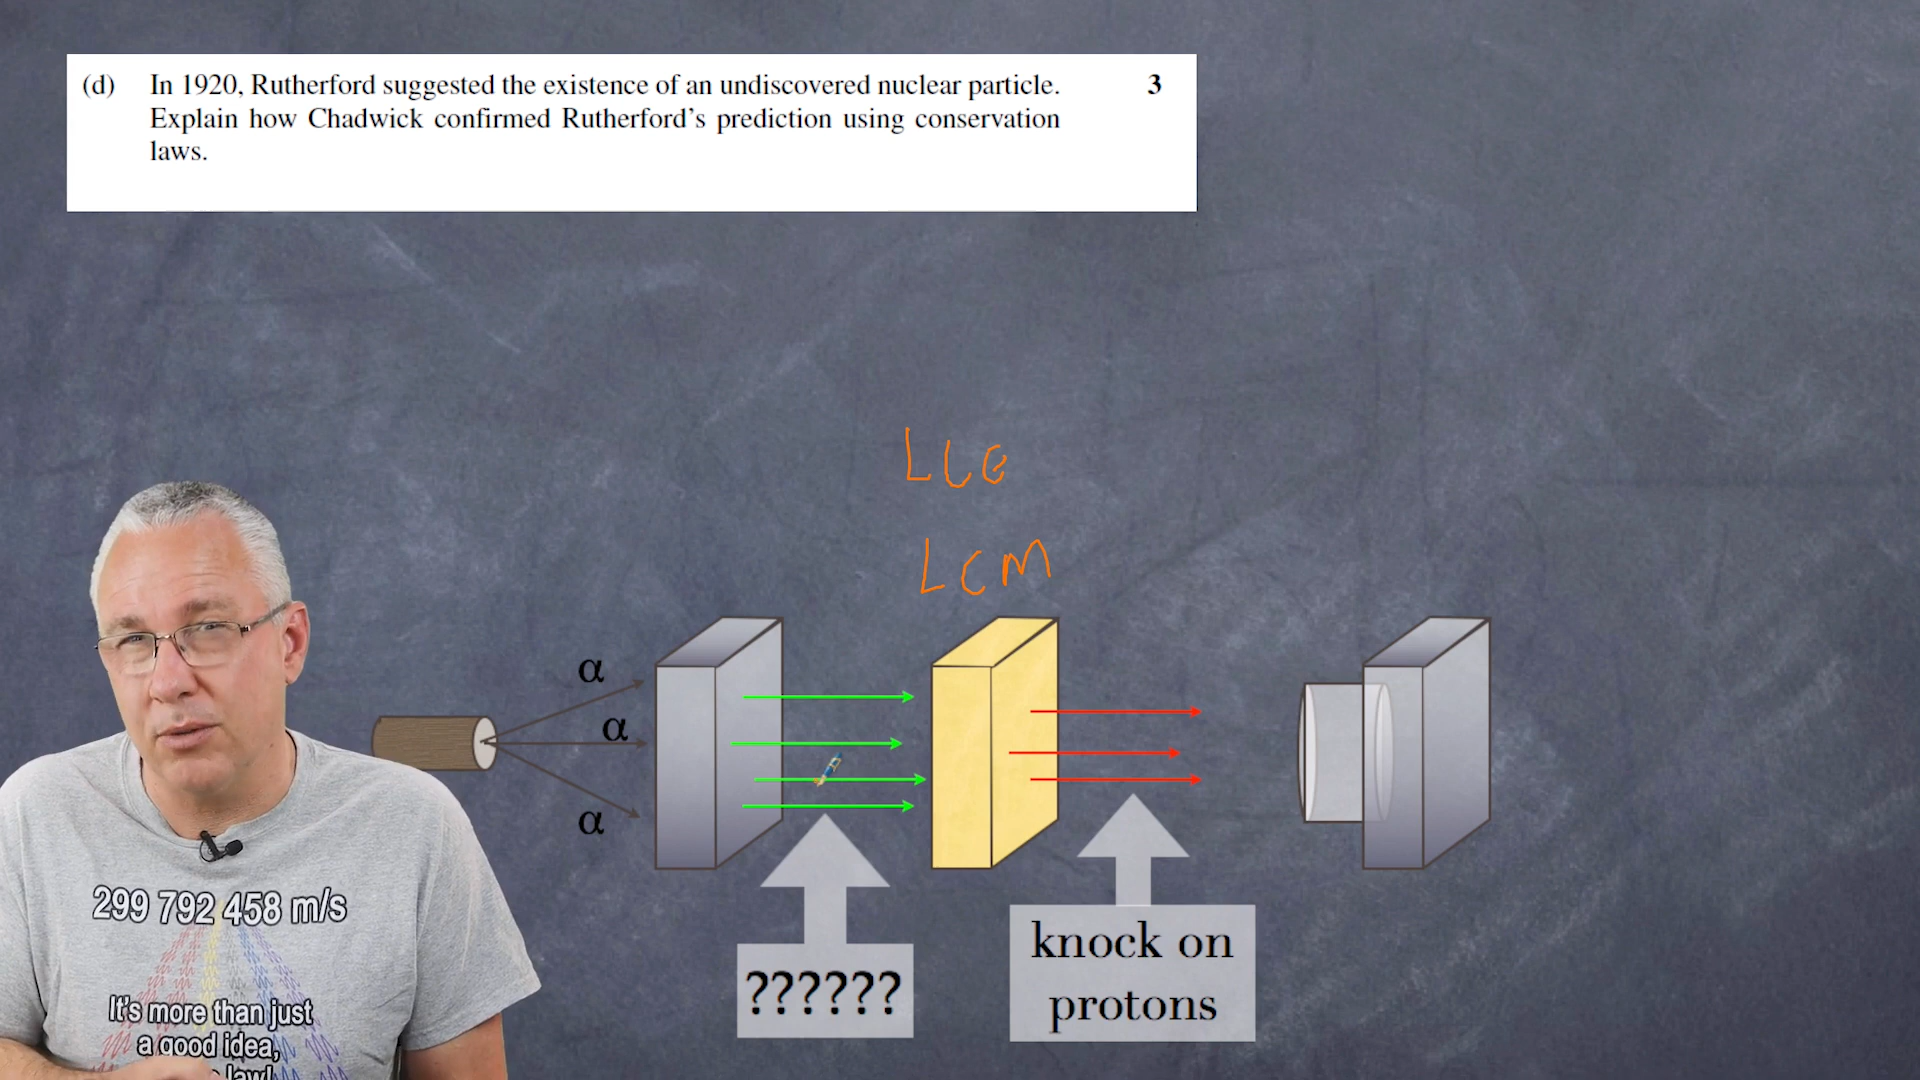 (d) In 1920, Rutherford suggested the existence of an undiscovered nuclear particle. 3
Explain how Chadwick confirmed Rutherford's prediction using conservation
laws.
LCE
LCM
α
α
α
??????
knock on
protons
299 792 458 m/s
It's more than just
a good idea,
law!